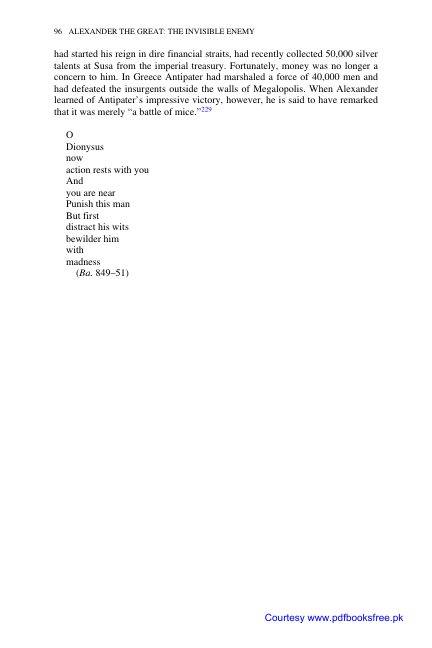 96 ALEXANDER THE GREAT: THE INVISIBLE ENEMY
had started his reign in dire financial straits, had recently collected 50,000 silver
talents at Susa from the imperial treasury. Fortunately, money was no longer a
concern to him. In Greece Antipater had marshaled a force of 40,000 men and
had defeated the insurgents outside the walls of Megalopolis. When Alexander
learned of Antipater’s impressive victory, however, he is said to have remarked
that it was merely “a battle of mice.”229
O
Dionysus
now
action rests with you
And
you are near
Punish this man
But first
distract his wits
bewilder him
with
madness
(Ba. 849–51)
Courtesy www.pdfbooksfree.pk